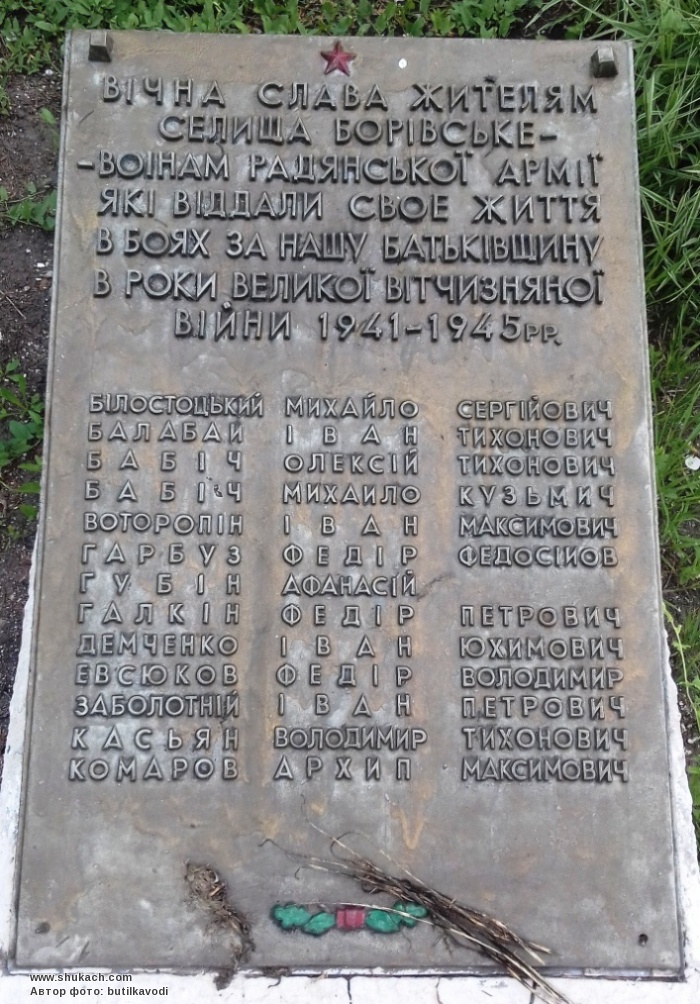 ВІЧНА СЛАВА ЖИТЕЛЯМ
СЕЛИЩА БОРІВСЬКЕ-
-ВОІНАМ РАДЯНСЬКОЇ АРМІЇ
ЯКІ ВІДДАЛИ СВОЕ ЖИТТЯ
В БОЯХ ЗА НАШУ БАТЬКІВЩИНУ
В РОКИ ВЕЛИКОЇ ВІТЧИЗНЯНОЇ
ВІЙНИ 1941-1945РР.
БІЛОСТОЦЬКИЙ МИХАЙЛО СЕРГІЙОВИЧ
БАЛАБАЙ ІВАН ТИХОНОВИЧ
БАБІЧ ОЛЕКСІЙ ТИХОНОВИЧ
БАБІЧ МИХАИЛО КУЗЬМИЧ
ВОТОРОПІН ІВАН МАКСИМОВИЧ
ГАРБУЗ ФЕДІР ФЕДОСІЙОВ
ГУБІН АФАНАСІЙ
ГАЛКІН ФЕДІР ПЕТРОВИЧ
ДЕМЧЕНКО ІВАН ЮХИМОВИЧ
ЕВСЮКОВ ФЕДІР ВОЛОДИМИР
ЗАБОЛОТНІЙ ІВАН ПЕТРОВИЧ
КАСЬЯН ВОЛОДИМИР ТИХОНОВИЧ
КОМАРОВ АРХИП МАКСИМОВИЧ
www.shukach.com
Автор фото: butilkavodi